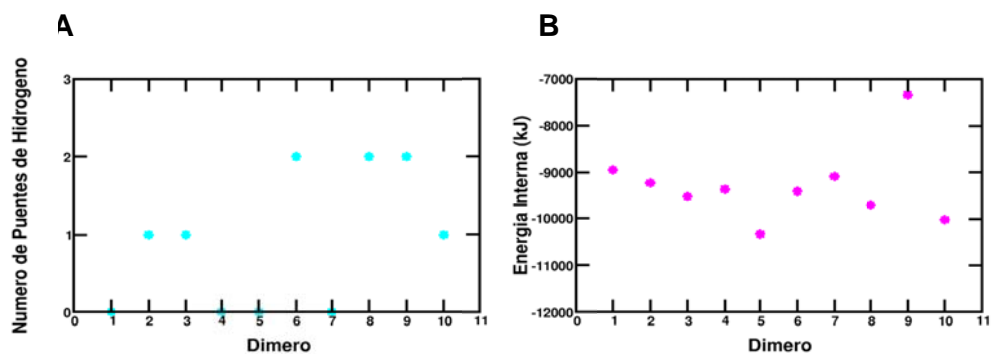 A
B
Numero de Puentes de Hidrogeno
3
2
1
0
0 1 2 3 4 5 6 7 8 9 10 11
Dimero
Energia Interna (kJ)
-7000
-8000
-9000
-10000
-11000
-12000
0 1 2 3 4 5 6 7 8 9 10 11
Dimero